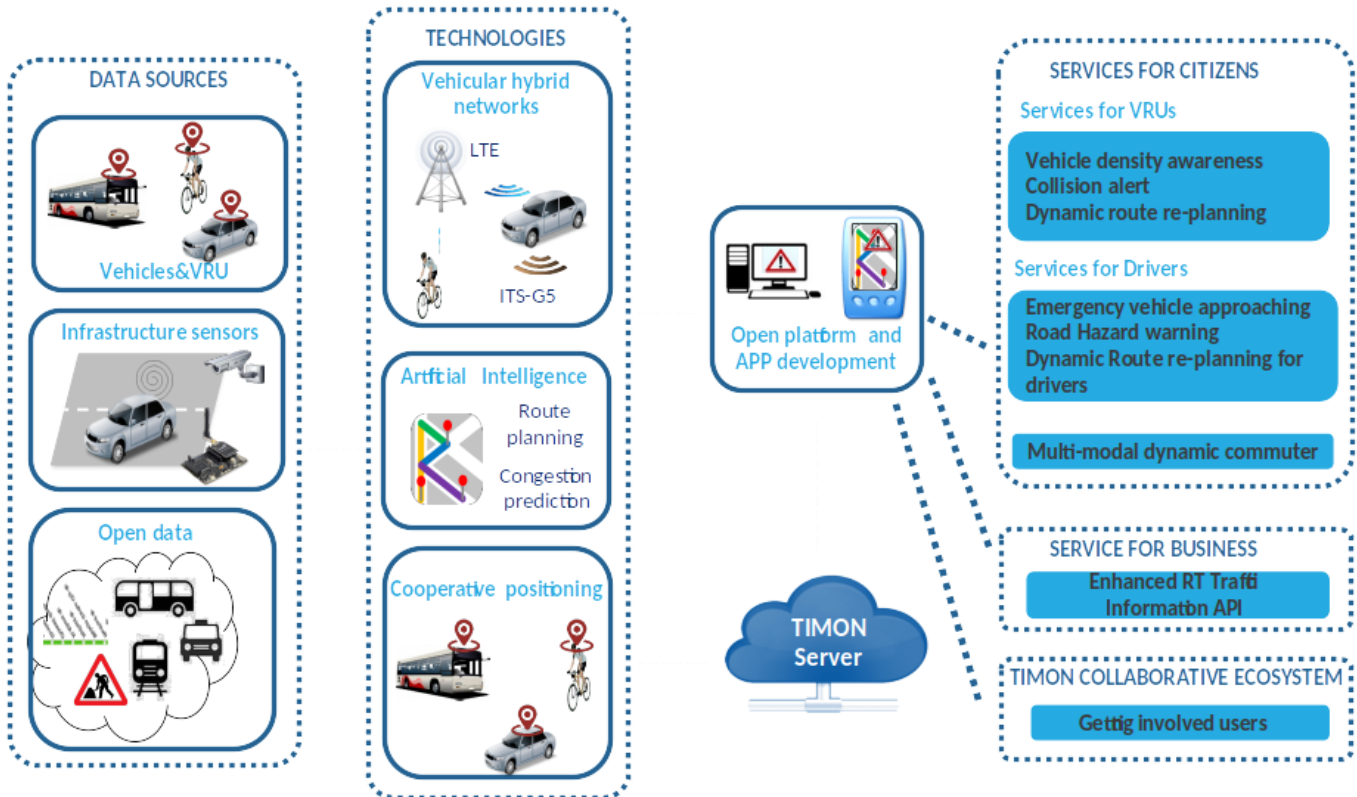 DATA SOURCES
Vehicles&VRU
Infrastructure sensors
Open data
TECHNOLOGIES
Vehicular hybrid
networks
LTE
ITS-G5
Artificial Intelligence
Route
planning
Congestion
prediction
Cooperative positioning
Open platform and
APP development
TIMON
Server
SERVICES FOR CITIZENS
Services for VRUs
Vehicle density awareness
Collision alert
Dynamic route re-planning
Services for Drivers
Emergency vehicle approaching
Road Hazard warning
Dynamic Route re-planning for
drivers
Multi-modal dynamic commuter
SERVICE FOR BUSINESS
Enhanced RT Traffi
Information API
TIMON COLLABORATIVE ECOSYSTEM
Gettig involved users